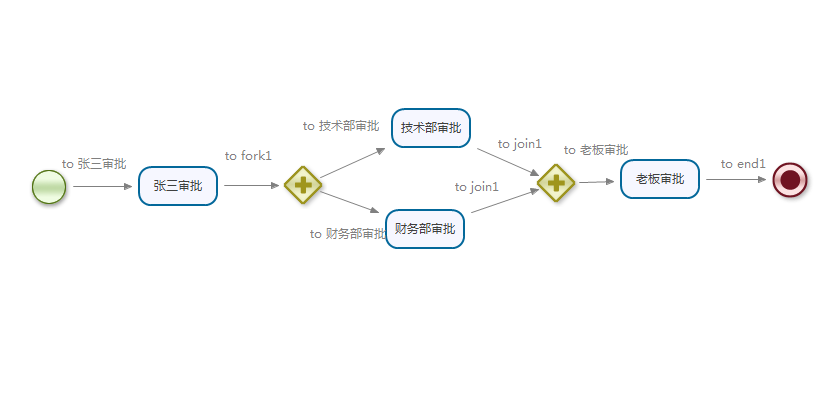 to 张三审批
张三审批
to fork1
to 技术部审批
技术部审批
to 财务部审批
财务部审批
to join1
to join1
to 老板审批
老板审批
to end1